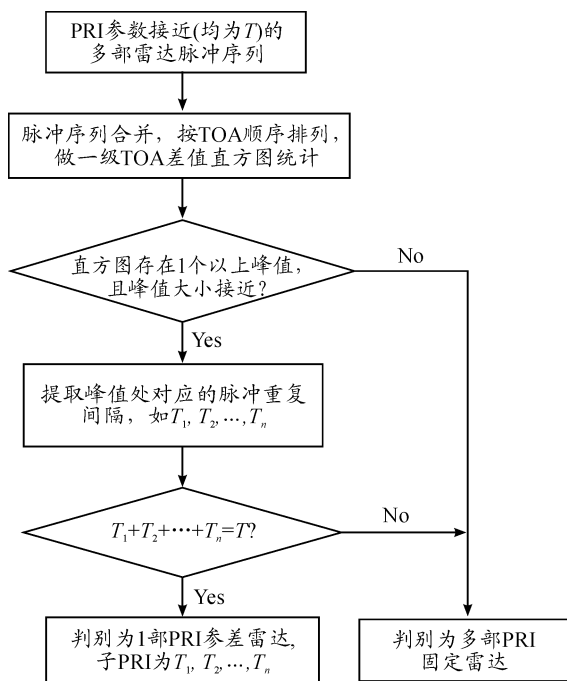 PRI参数接近(均为T)的
多部雷达脉冲序列
脉冲序列合并，按TOA顺序排列，
做一级TOA差值直方图统计
直方图存在1个以上峰值，
且峰值大小接近？
No
Yes
提取峰值处对应的脉冲重复
间隔，如T₁, T₂,…,Tₙ
T₁+T₂+⋯+Tₙ=T?
No
Yes
判别为1部PRI参差雷达,
子PRI为T₁, T₂,…,Tₙ
判别为多部PRI
固定雷达